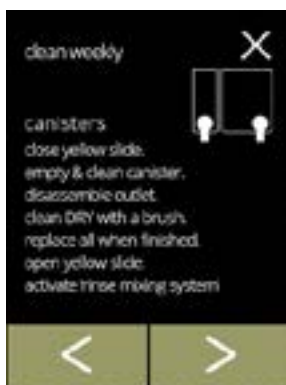 clean weekly
canisters
close yellow slide.
empty & clean canister.
disassemble outlet.
clean DRY with a brush.
replace all when finished.
open yellow slide.
activate rinse mixing system